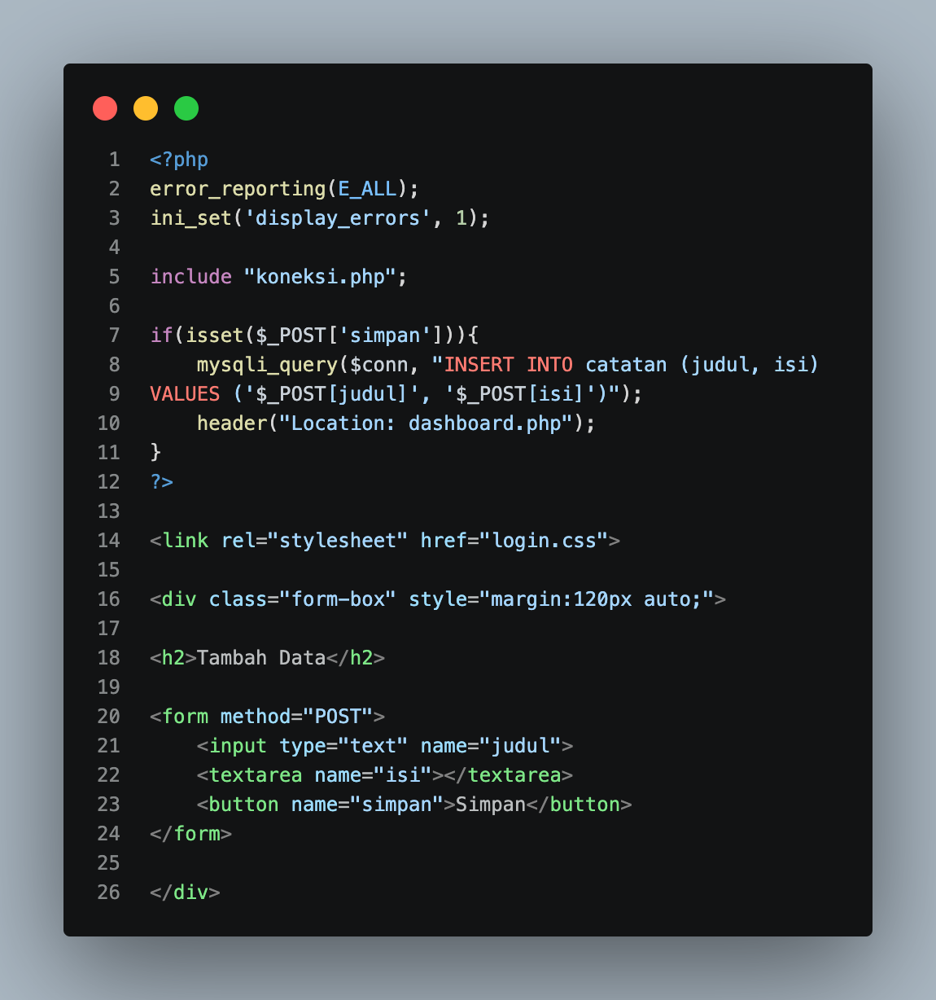 1 <?php
2 error_reporting(E_ALL);
3 ini_set('display_errors', 1);
4
5 include "koneksi.php";
6
7 if(isset($_POST['simpan'])){
8     mysqli_query($conn, "INSERT INTO catatan (judul, isi)
9 VALUES ('$_POST[judul]', '$_POST[isi]')");
10     header("Location: dashboard.php");
11 }
12 ?>
13
14 <link rel="stylesheet" href="login.css">
15
16 <div class="form-box" style="margin:120px auto;">
17
18 <h2>Tambah Data</h2>
19
20 <form method="POST">
21     <input type="text" name="judul">
22     <textarea name="isi"></textarea>
23     <button name="simpan">Simpan</button>
24 </form>
25
26 </div>